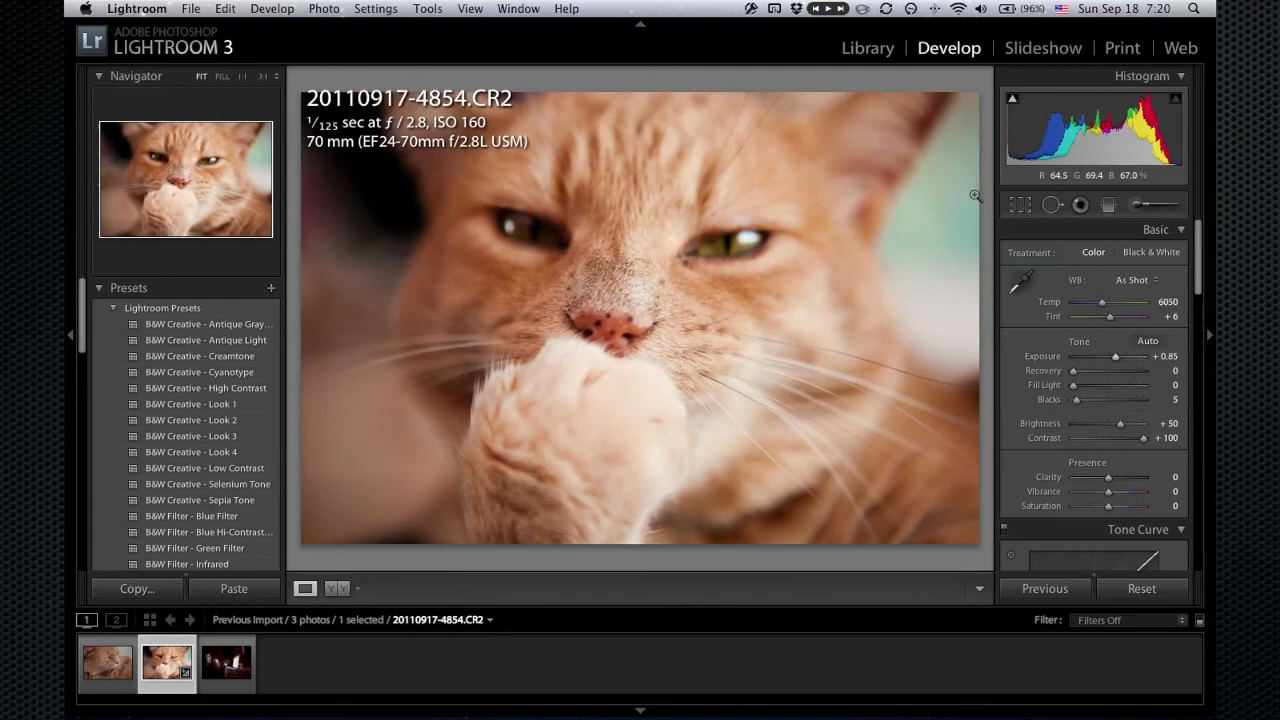 Lightroom File Edit Develop Photo Settings Tools View Window Help (96%) Sun Sep 18 7:20
Lr ADOBE PHOTOSHOP
LIGHTROOM 3
Library | Develop | Slideshow | Print | Web
Navigator FIT FILL 1:1 3:1
Histogram
20110917-4854.CR2
1/125 sec at ƒ / 2.8, ISO 160
70 mm (EF24-70mm f/2.8L USM)
R 64.5 G 69.4 B 67.0 %
Basic
Treatment : Color Black & White
WB: As Shot
Temp 6050
Tint + 6
Tone Auto
Exposure + 0.85
Recovery 0
Fill Light 0
Blacks 5
Brightness + 50
Contrast + 100
Presence
Clarity 0
Vibrance 0
Saturation 0
Tone Curve
Presets +
Lightroom Presets
B&W Creative - Antique Gray...
B&W Creative - Antique Light
B&W Creative - Creamtone
B&W Creative - Cyanotype
B&W Creative - High Contrast
B&W Creative - Look 1
B&W Creative - Look 2
B&W Creative - Look 3
B&W Creative - Look 4
B&W Creative - Low Contrast
B&W Creative - Selenium Tone
B&W Creative - Sepia Tone
B&W Filter - Blue Filter
B&W Filter - Blue Hi-Contrast...
B&W Filter - Green Filter
B&W Filter - Infrared
Copy... Paste
Y Y
Previous Reset
1 2 Previous Import / 3 photos / 1 selected / 20110917-4854.CR2
Filter : Filters Off